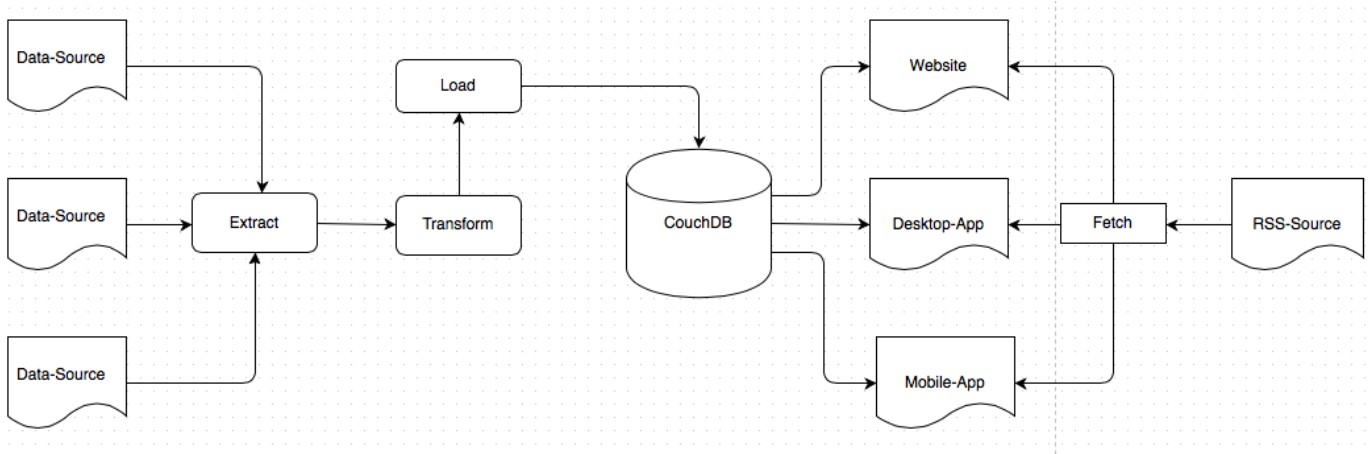 Data-Source
Load
Website
Data-Source
Extract
Transform
CouchDB
Desktop-App
Fetch
RSS-Source
Data-Source
Mobile-App